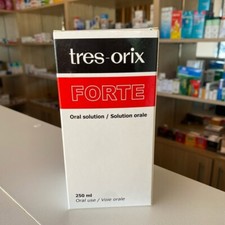 tres-orix
FORTE
Oral solution / Solution orale
250 ml
Oral use / Voie orale